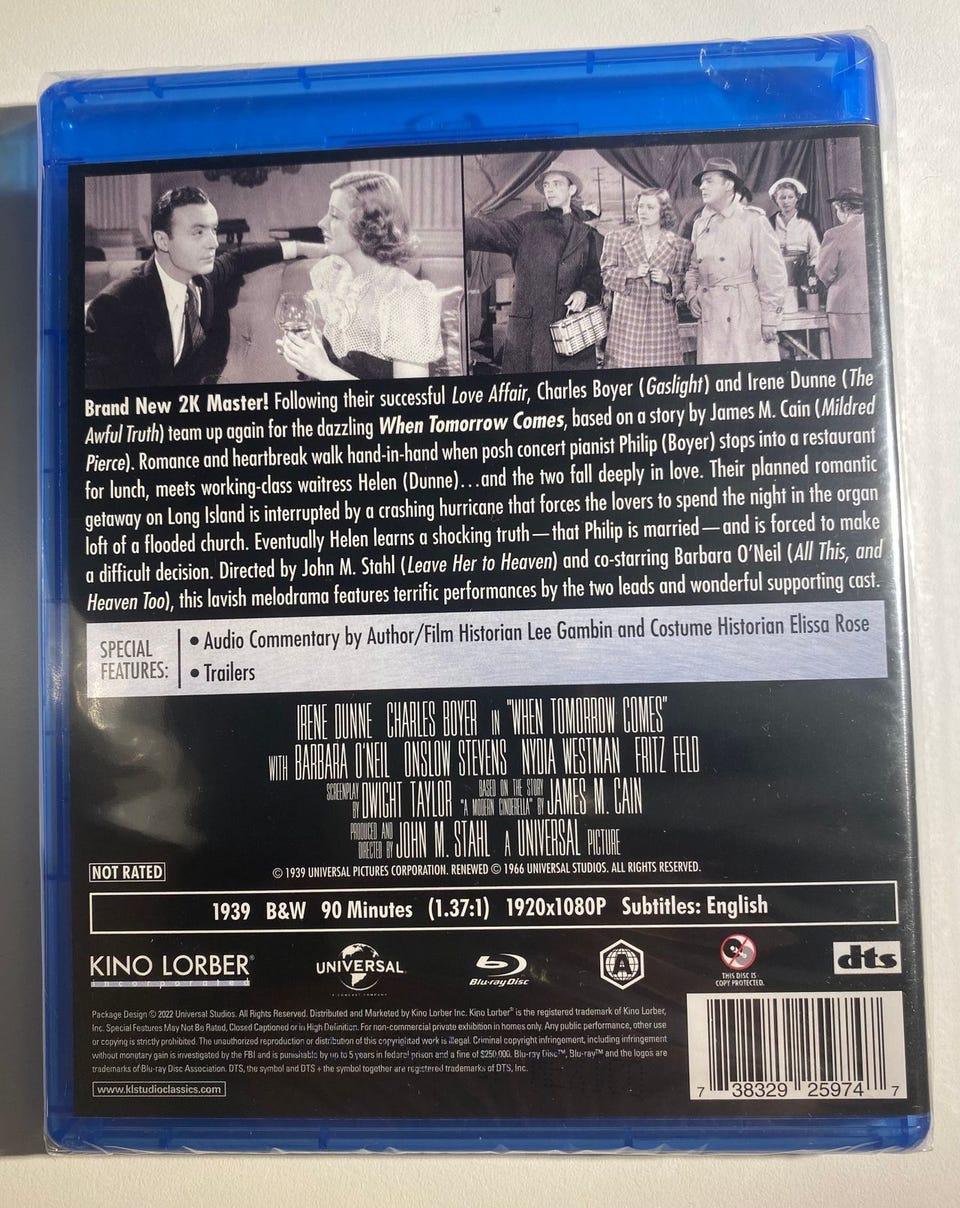 Brand New 2K Master! Following their successful Love Affair, Charles Boyer (Gaslight) and Irene Dunne (The
Awful Truth) team up again for the dazzling When Tomorrow Comes, based on a story by James M. Cain (Mildred
Pierce). Romance and heartbreak walk hand-in-hand when posh concert pianist Philip (Boyer) stops into a restaurant
for lunch, meets working-class waitress Helen (Dunne)...and the two fall deeply in love. Their planned romantic
getaway on Long Island is interrupted by a crashing hurricane that forces the lovers to spend the night in the organ
loft of a flooded church. Eventually Helen learns a shocking truth—that Philip is married—and is forced to make
a difficult decision. Directed by John M. Stahl (Leave Her to Heaven) and co-starring Barbara O'Neil (All This, and
Heaven Too), this lavish melodrama features terrific performances by the two leads and wonderful supporting cast.
SPECIAL
FEATURES:
• Audio Commentary by Author/Film Historian Lee Gambin and Costume Historian Elissa Rose
• Trailers
IRENE DUNNE CHARLES BOYER IN "WHEN TOMORROW COMES"
WITH BARBARA O'NEIL ONSLOW STEVENS NYDIA WESTMAN FRITZ FELD
SCREENPLAY BY DWIGHT TAYLOR BASED ON THE STORY "A MODERN CINDERELLA" BY JAMES M. CAIN
PRODUCED AND DIRECTED BY JOHN M. STAHL A UNIVERSAL PICTURE
NOT RATED
© 1939 UNIVERSAL PICTURES CORPORATION. RENEWED © 1966 UNIVERSAL STUDIOS. ALL RIGHTS RESERVED.
1939 B&W 90 Minutes (1.37:1) 1920x1080P Subtitles: English
KINO LORBER®
incorporated
UNIVERSAL
A COMCAST COMPANY
Blu-ray Disc
A
THIS DISC IS
COPY PROTECTED.
dts
Package Design © 2022 Universal Studios. All Rights Reserved. Distributed and Marketed by Kino Lorber Inc. Kino Lorber® is the registered trademark of Kino Lorber,
Inc. Special Features May Not Be Rated, Closed Captioned or in High Definition. For non-commercial private exhibition in homes only. Any public performance, other use
or copying is strictly prohibited. The unauthorized reproduction or distribution of this copyrighted work is illegal. Criminal copyright infringement, including infringement
without monetary gain is investigated by the FBI and is punishable by up to 5 years in federal prison and a fine of $250,000. Blu-ray Disc™, Blu-ray™ and the logos are
trademarks of Blu-ray Disc Association. DTS, the symbol and DTS + the symbol together are registered trademarks of DTS, Inc.
www.klstudioclassics.com
7 38329 25974 7